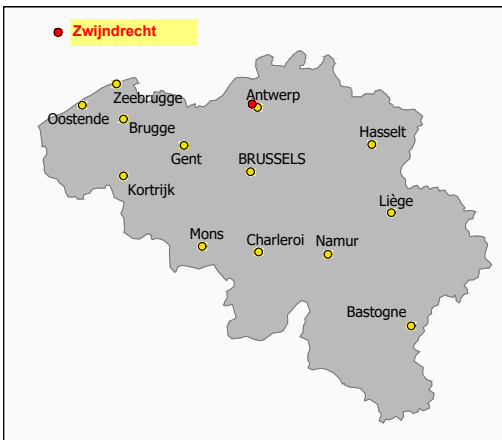 Zwijndrecht
Zeebrugge
Antwerp
Oostende
Brugge
Hasselt
Gent
BRUSSELS
Kortrijk
Liège
Mons
Charleroi
Namur
Bastogne